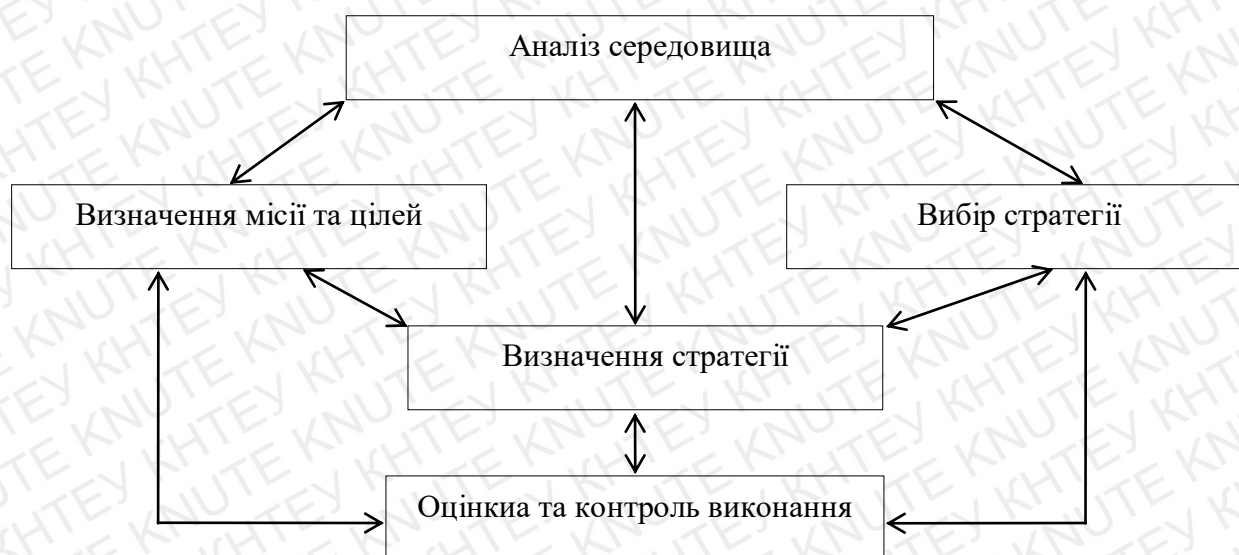 Аналіз середовища
Визначення місії та цілей
Вибір стратегії
Визначення стратегії
Оцінкиа та контроль виконання